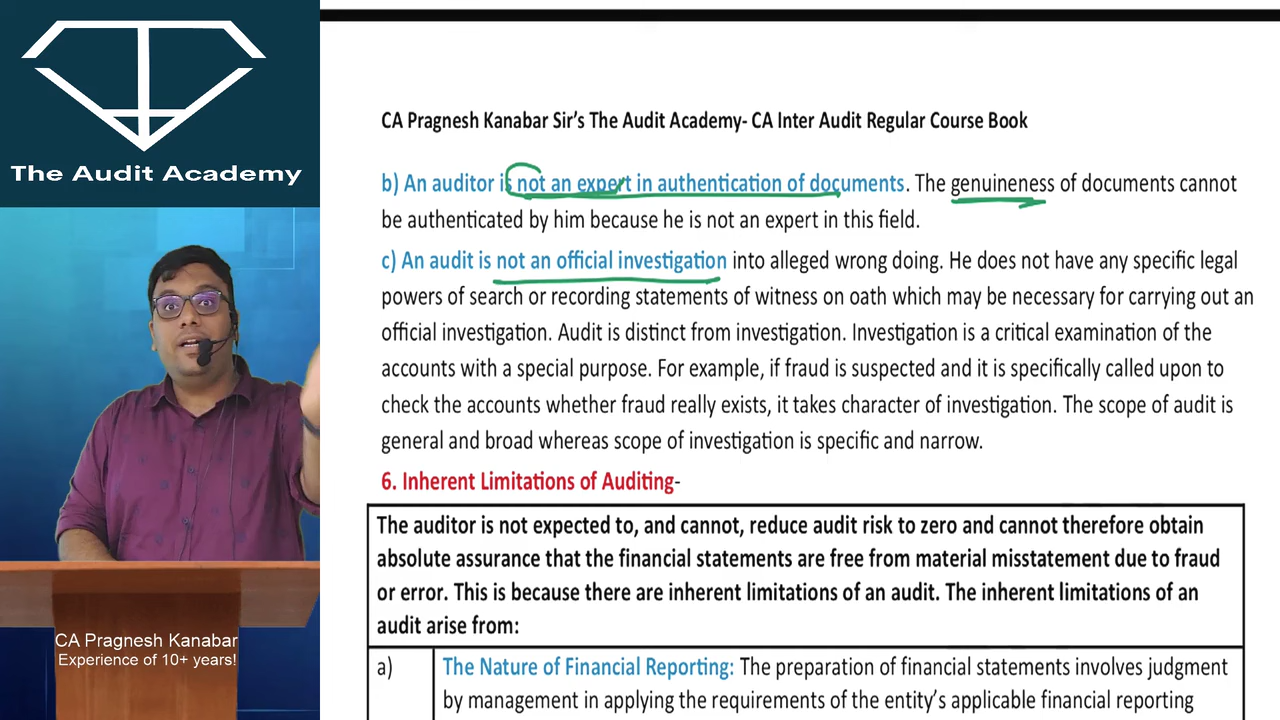 The Audit Academy
CA Pragnesh Kanabar
Experience of 10+ years!
CA Pragnesh Kanabar Sir's The Audit Academy- CA Inter Audit Regular Course Book
b) An auditor is not an expert in authentication of documents. The genuineness of documents cannot
be authenticated by him because he is not an expert in this field.
c) An audit is not an official investigation into alleged wrong doing. He does not have any specific legal
powers of search or recording statements of witness on oath which may be necessary for carrying out an
official investigation. Audit is distinct from investigation. Investigation is a critical examination of the
accounts with a special purpose. For example, if fraud is suspected and it is specifically called upon to
check the accounts whether fraud really exists, it takes character of investigation. The scope of audit is
general and broad whereas scope of investigation is specific and narrow.
6. Inherent Limitations of Auditing-
The auditor is not expected to, and cannot, reduce audit risk to zero and cannot therefore obtain
absolute assurance that the financial statements are free from material misstatement due to fraud
or error. This is because there are inherent limitations of an audit. The inherent limitations of an
audit arise from:
a) The Nature of Financial Reporting: The preparation of financial statements involves judgment
by management in applying the requirements of the entity's applicable financial reporting